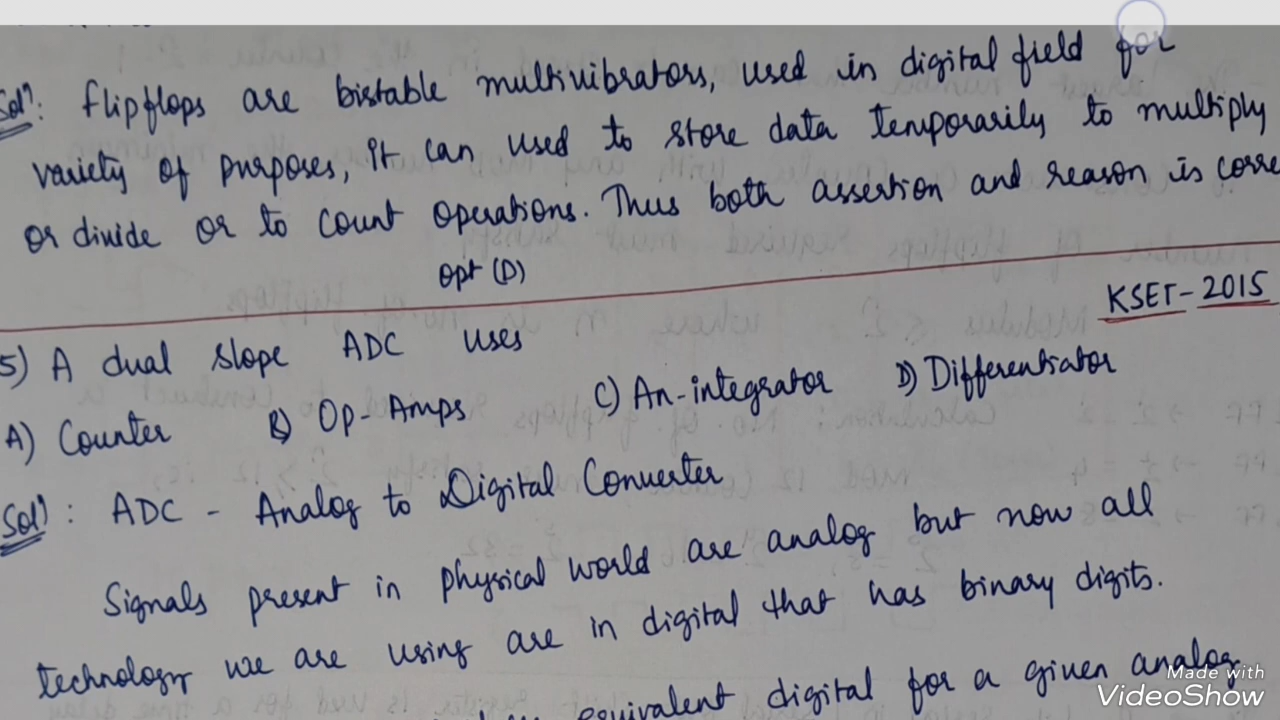 Solⁿ: flipflops are bistable multivibrators, used in digital field for
variety of purposes, it can used to store data temporarily to multiply
or divide or to count operations. Thus both assertion and reason is corre
opt (D)
KSET-2015
5) A dual slope ADC uses
A) Counter B) Op-Amps C) An-integrator D) Differentiator
Solⁿ: ADC - Analog to Digital Converter
Signals present in physical world are analog but now all
technology we are using are in digital that has binary digits.
equivalent digital for a given analog
Made with
VideoShow